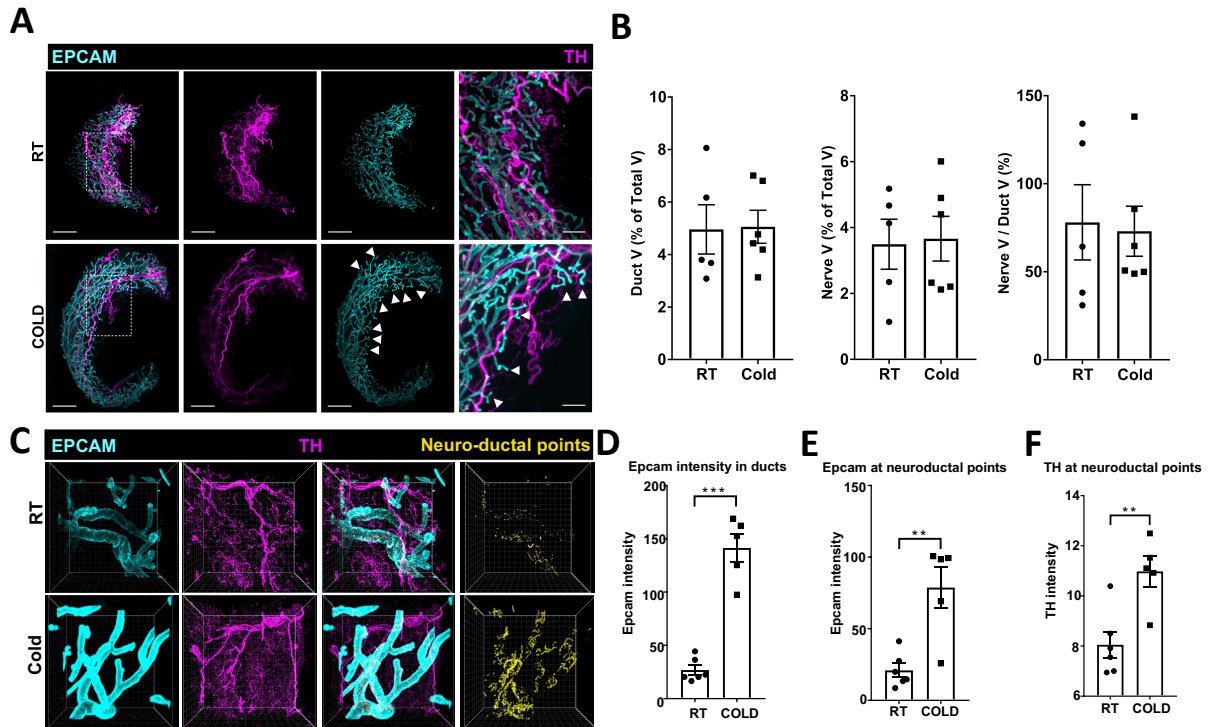 A
EPCAM TH
RT
COLD
B
Duct V (% of Total V)
10
8
6
4
2
0
RT Cold
Nerve V (% of Total V)
8
6
4
2
0
RT Cold
Nerve V / Duct V (%)
150
100
50
0
RT Cold
C
EPCAM TH Neuro-ductal points
RT
Cold
D
Epcam intensity in ducts
Epcam intensity
200
150
100
50
0
***
RT COLD
E
Epcam at neuroductal points
Epcam intensity
150
100
50
0
**
RT COLD
F
TH at neuroductal points
TH intensity
14
12
10
8
6
**
RT COLD